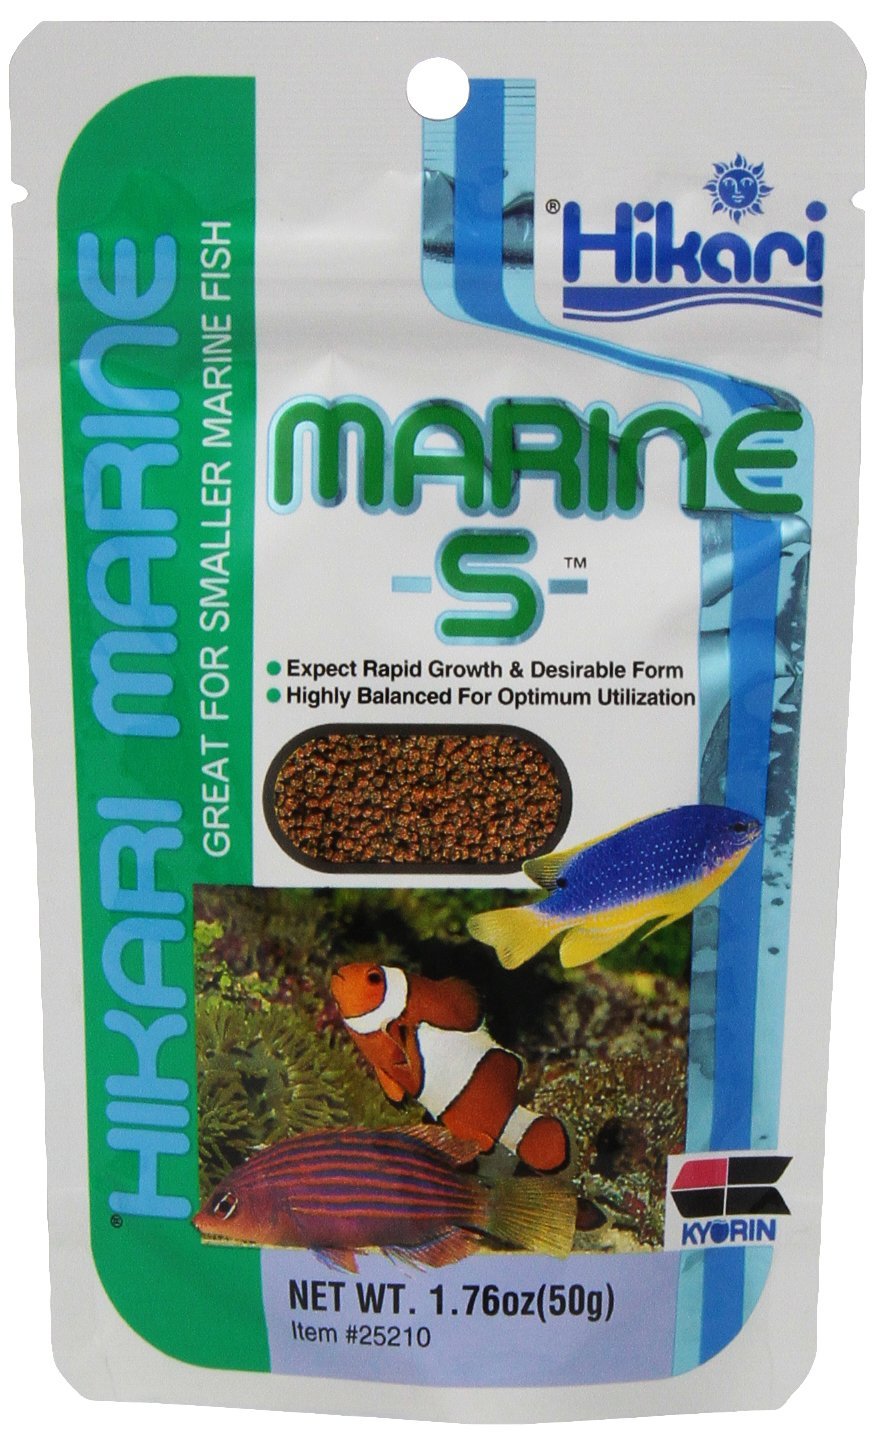 ® Hikari
MARINE
-S- ™
• Expect Rapid Growth & Desirable Form
• Highly Balanced For Optimum Utilization
® HIKARI MARINE
GREAT FOR SMALLER MARINE FISH
KYORIN
NET WT. 1.76oz(50g)
Item #25210